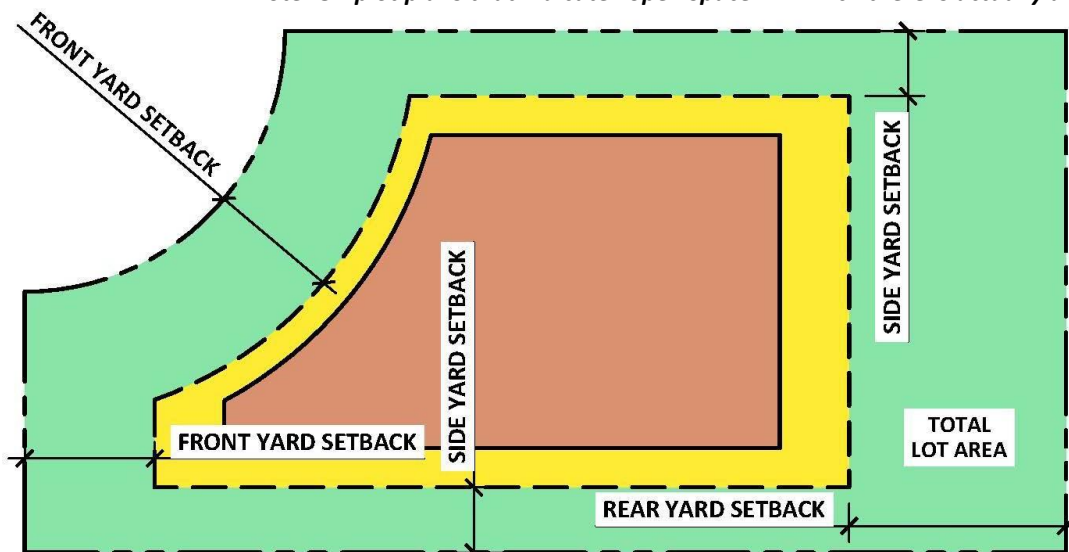 FRONT YARD SETBACK
SIDE YARD SETBACK
SIDE YARD SETBACK
FRONT YARD SETBACK
TOTAL
LOT AREA
REAR YARD SETBACK